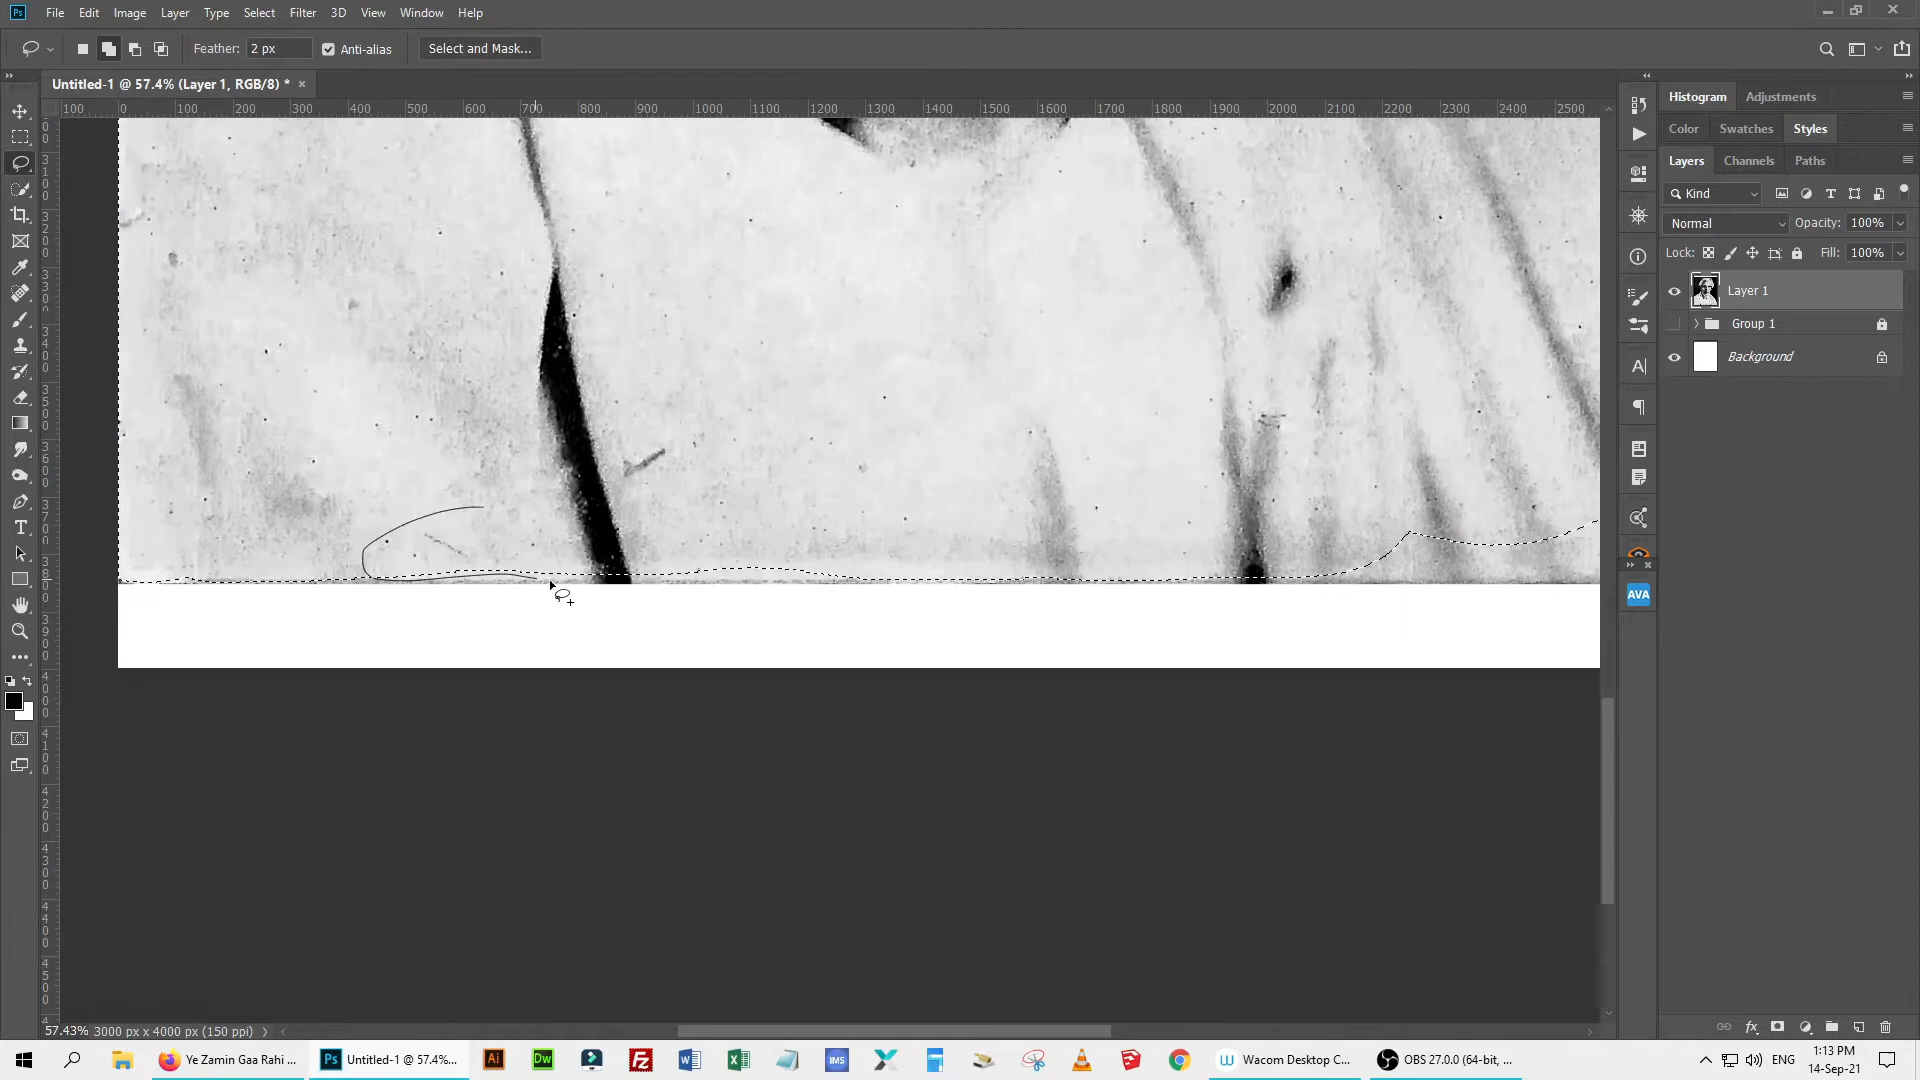 Ps File Edit Image Layer Type Select Filter 3D View Window Help
Feather: 2 px Anti-alias Select and Mask...
Untitled-1 @ 57.4% (Layer 1, RGB/8) * ×
100 0 100 200 300 400 500 600 700 800 900 1000 1100 1200 1300 1400 1500 1600 1700 1800 1900 2000 2100 2200 2300 2400 2500
Histogram Adjustments
Color Swatches Styles
Layers Channels Paths
Kind
Normal Opacity: 100%
Lock: Fill: 100%
Layer 1
Group 1
Background
AVA
57.43% 3000 px x 4000 px (150 ppi)
Ye Zamin Gaa Rahi ...
Ps Untitled-1 @ 57.4%...
Ai
Dw
IMS
Wacom Desktop C...
OBS 27.0.0 (64-bit, ...
ENG
1:13 PM
14-Sep-21